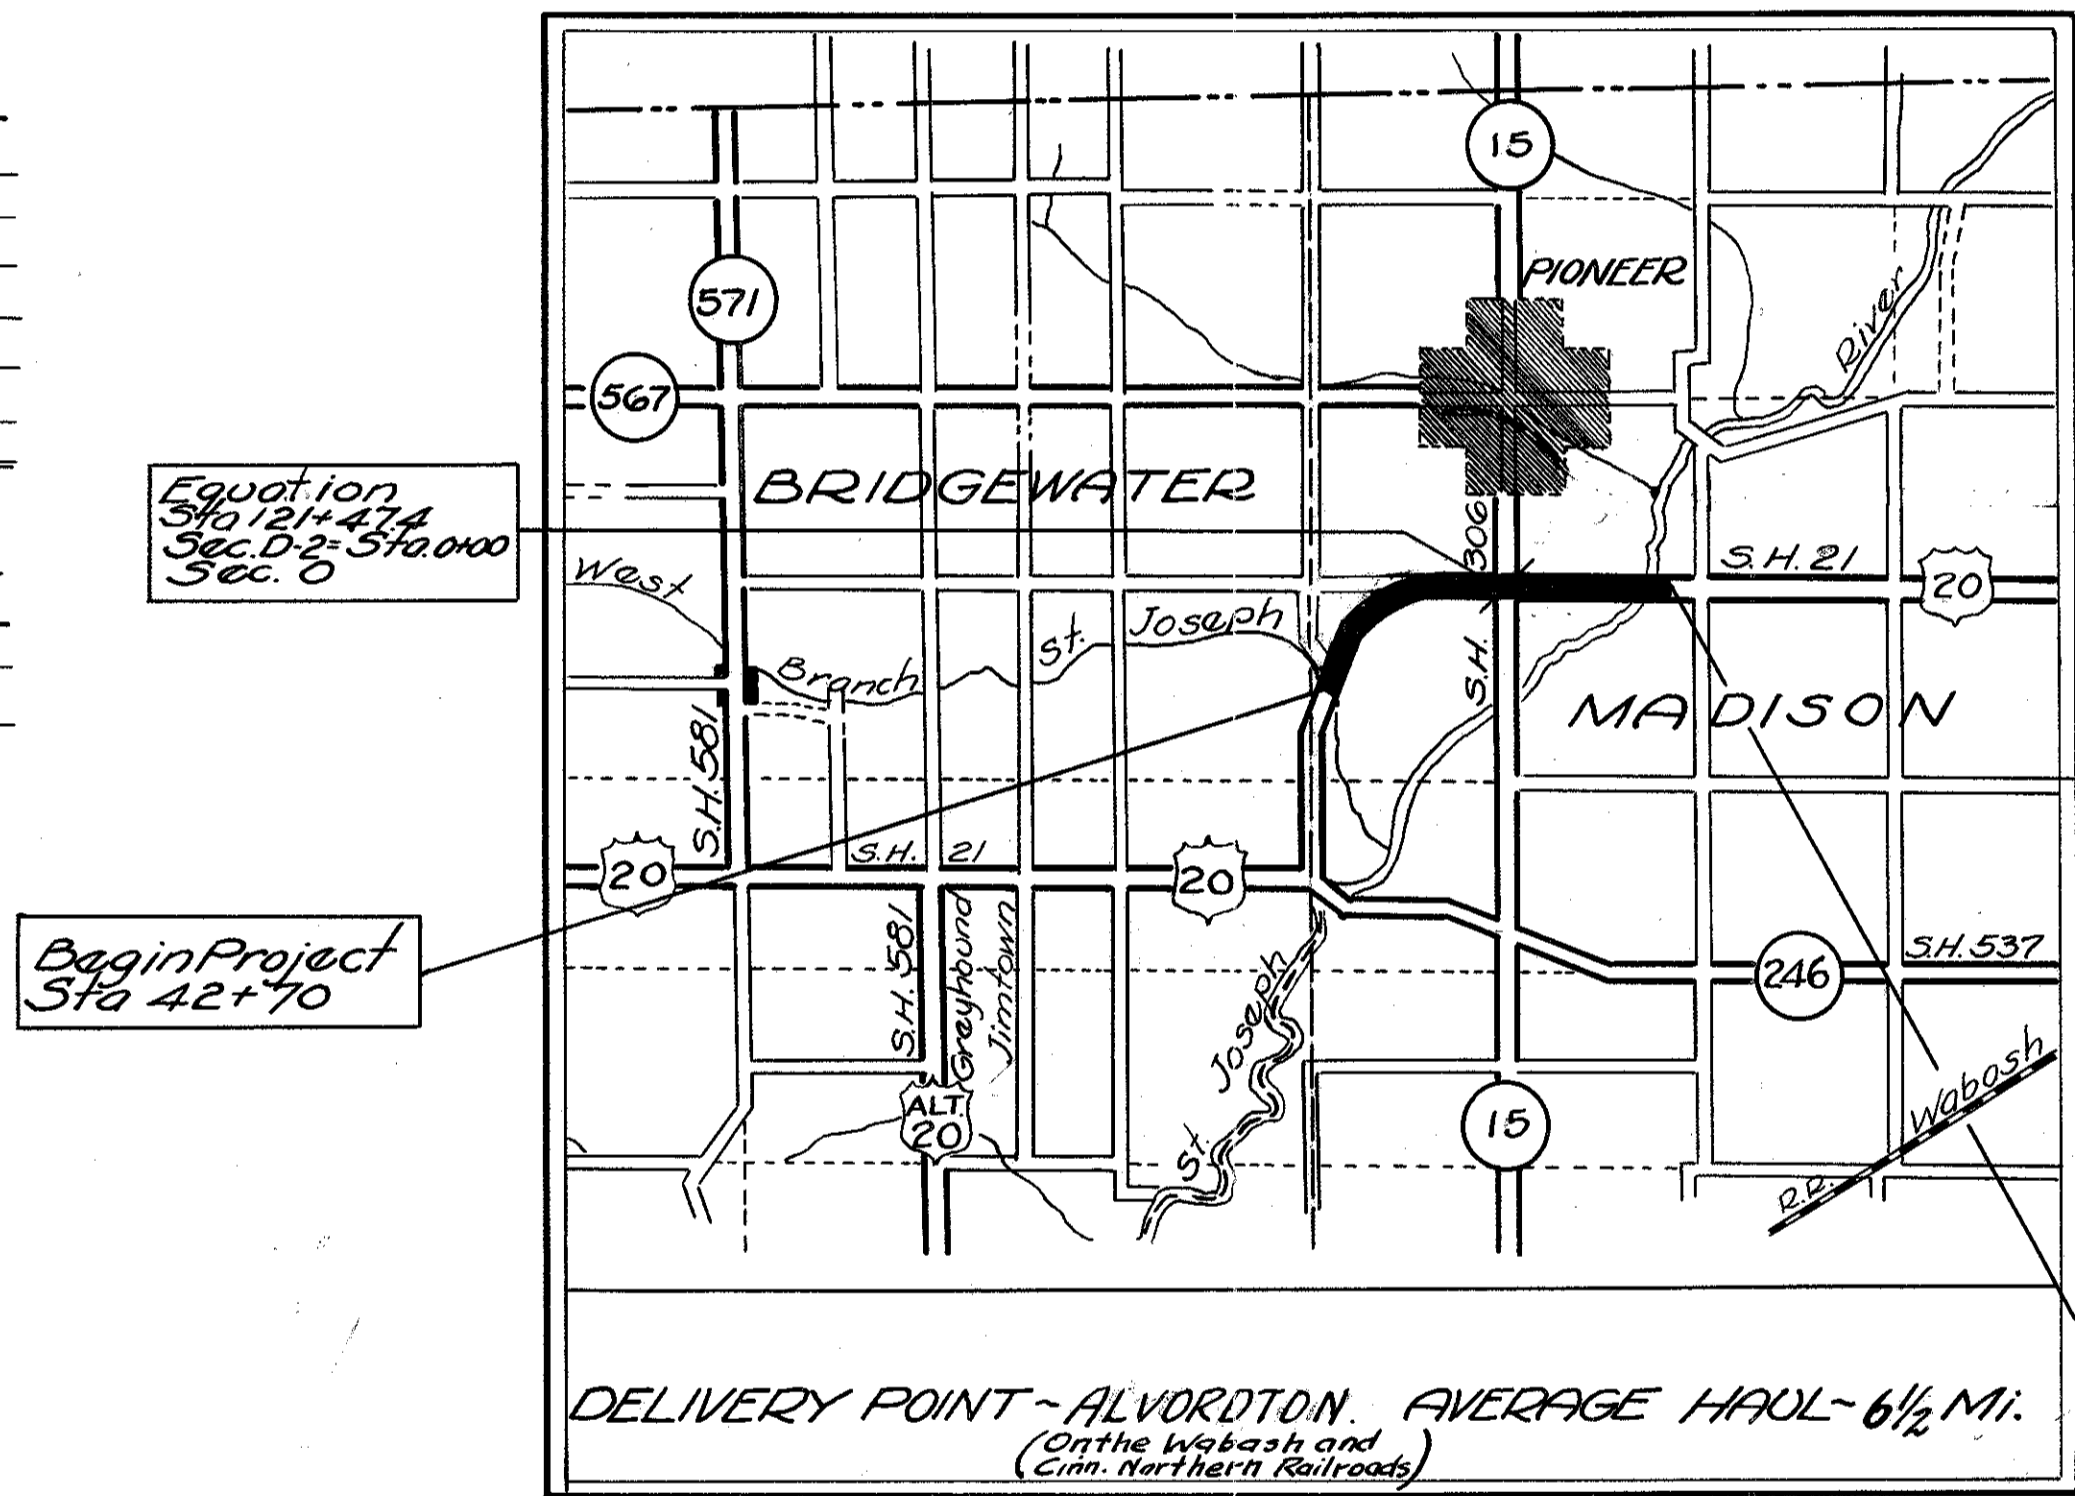 15
PIONEER
571
River
567
BRIDGEWATER
Equation
Sta 121+47.4
Sec. D-2 = Sta. 0+00
Sec. O
S.H. 306
S.H. 21
20
West
Branch
St.
Joseph
MADISON
S.H. 581
20
S.H. 21
20
Begin Project
Sta 42+70
S.H. 581
Greyhound
Jimtown
St. Joseph
246
S.H. 537
ALT.
20
15
Wabash
R.R.
DELIVERY POINT ~ ALVORDTON. AVERAGE HAUL ~ 6 1/2 Mi.
(On the Wabash and
Cinn. Northern Railroads)